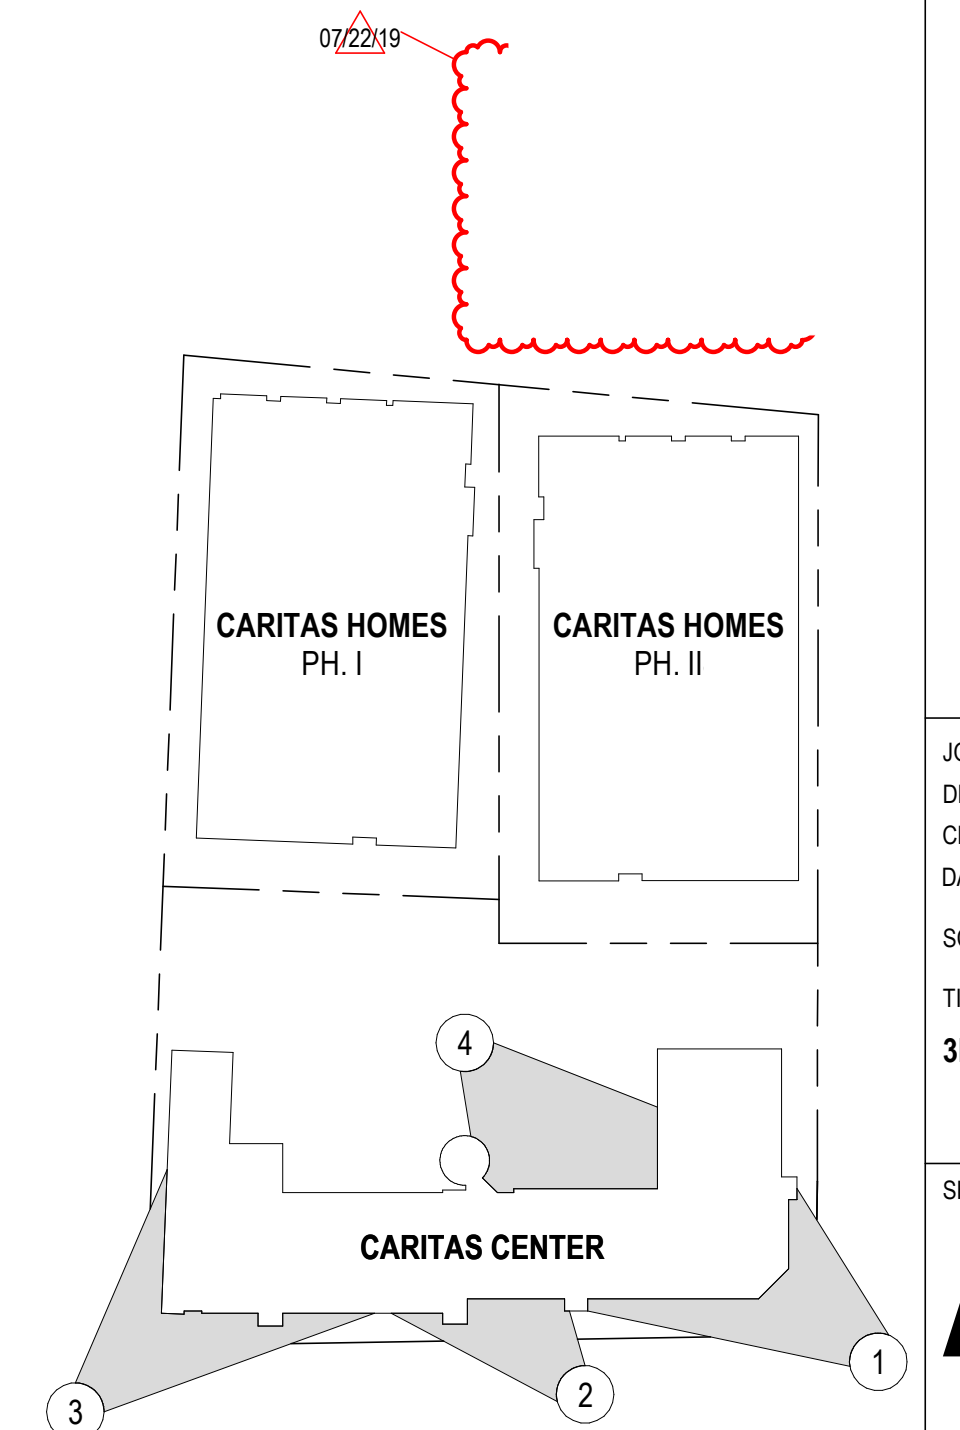 07/22/19
CARITAS HOMES
PH. I
CARITAS HOMES
PH. II
4
CARITAS CENTER
1
2
3